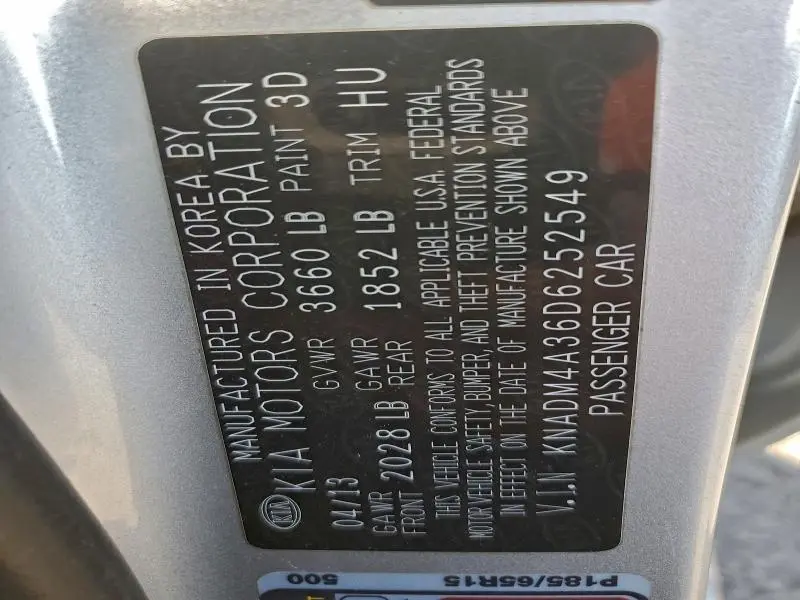 MANUFACTURED IN KOREA BY
KIA KIA MOTORS CORPORATION
04/13 GVWR 3660 LB PAINT 3D
GAWR FRONT 2028 LB GAWR REAR 1852 LB TRIM HU
THIS VEHICLE CONFORMS TO ALL APPLICABLE U.S.A. FEDERAL
MOTOR VEHICLE SAFETY, BUMPER, AND THEFT PREVENTION STANDARDS
IN EFFECT ON THE DATE OF MANUFACTURE SHOWN ABOVE
V.I.N KNADM4A36D6252549
PASSENGER CAR
P185/65R15
500